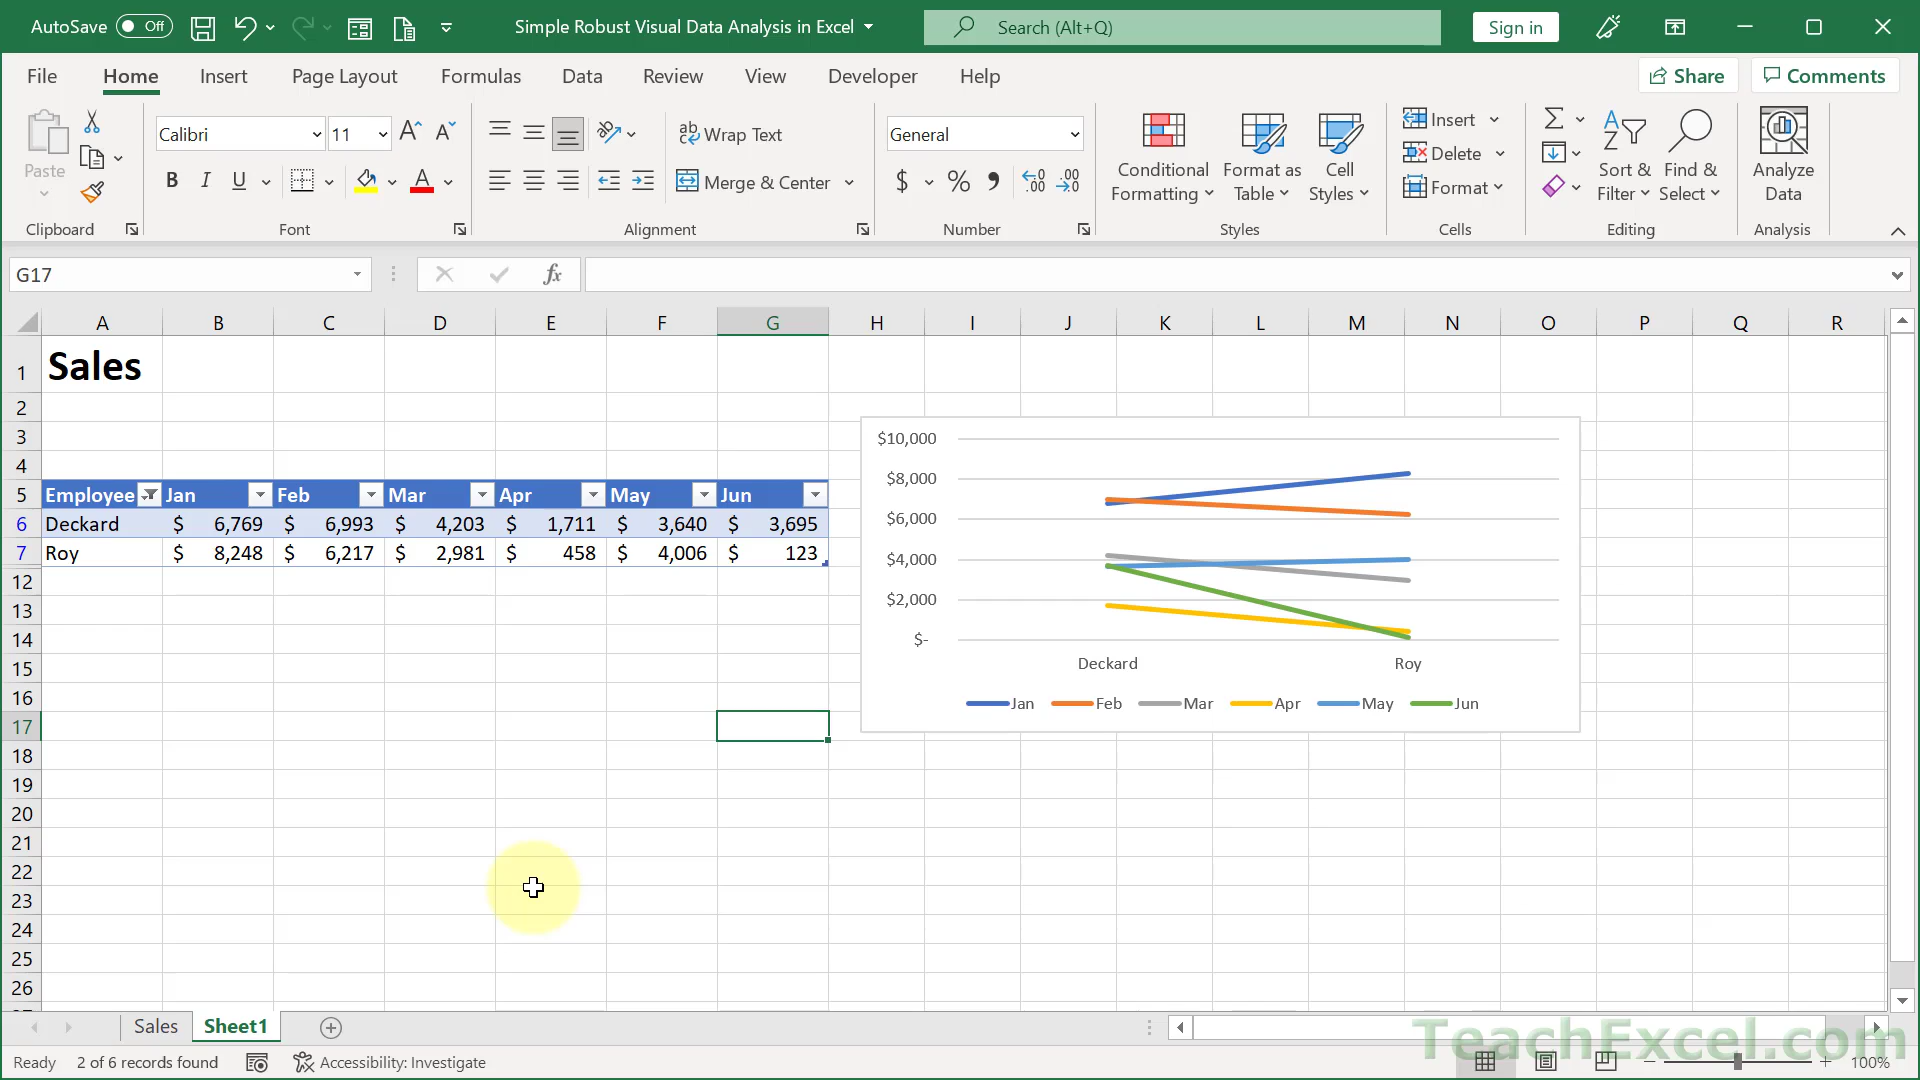 AutoSave Off Simple Robust Visual Data Analysis in Excel Search (Alt+Q) Sign in
File Home Insert Page Layout Formulas Data Review View Developer Help Share Comments
Paste Calibri 11 A A ab Wrap Text General Conditional Formatting Format as Table Cell Styles Insert Delete Format Sort & Filter Find & Select Analyze Data
B I U A Merge & Center $ % 9 .00 .00
Clipboard Font Alignment Number Styles Cells Editing Analysis
G17 fx
A B C D E F G H I J K L M N O P Q R
1 Sales
2
3
4
5 Employee Jan Feb Mar Apr May Jun
6 Deckard $ 6,769 $ 6,993 $ 4,203 $ 1,711 $ 3,640 $ 3,695
7 Roy $ 8,248 $ 6,217 $ 2,981 $ 458 $ 4,006 $ 123
12
13
14
15
16
17
18
19
20
21
22
23
24
25
26
$10,000
$8,000
$6,000
$4,000
$2,000
$-
Deckard Roy
Jan Feb Mar Apr May Jun
Sales Sheet1
TeachExcel.com
Ready 2 of 6 records found Accessibility: Investigate 100%